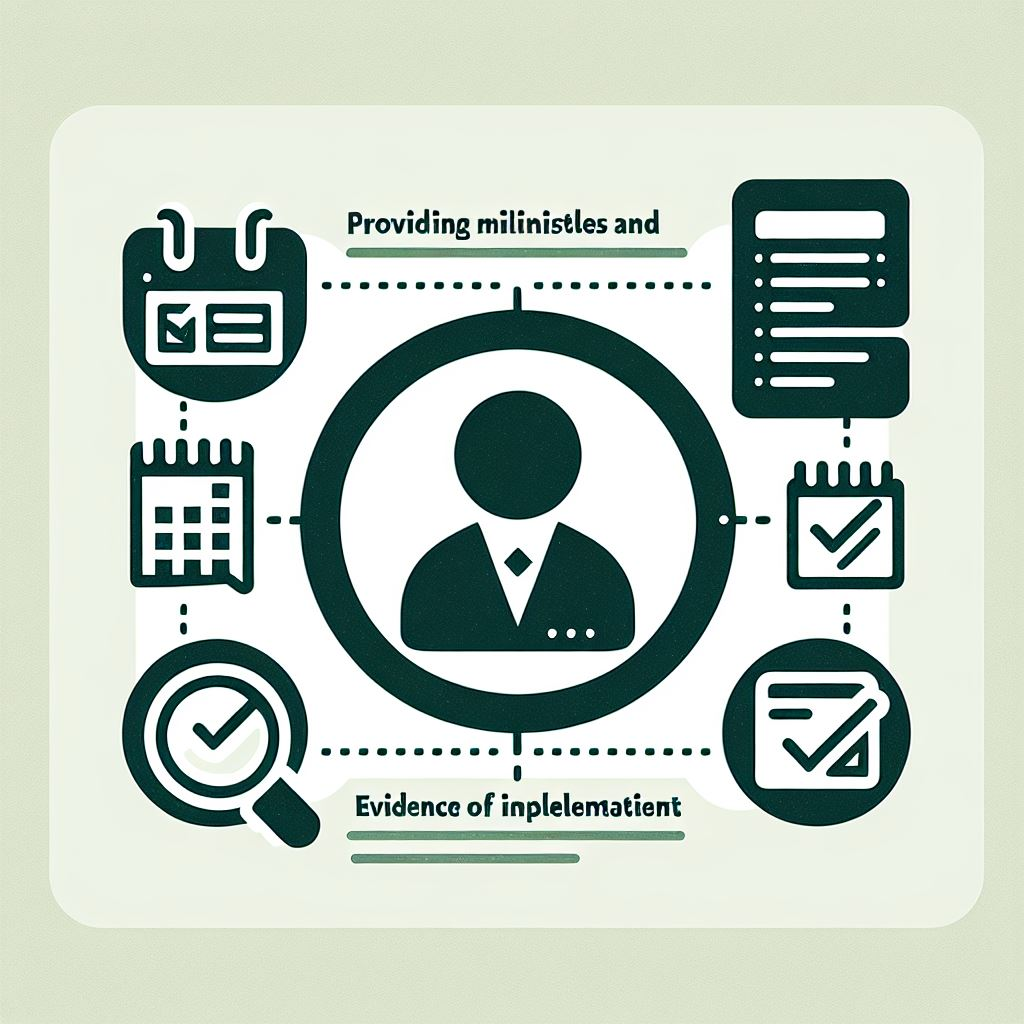 Providing milinistles and
Evidence of inplelematient